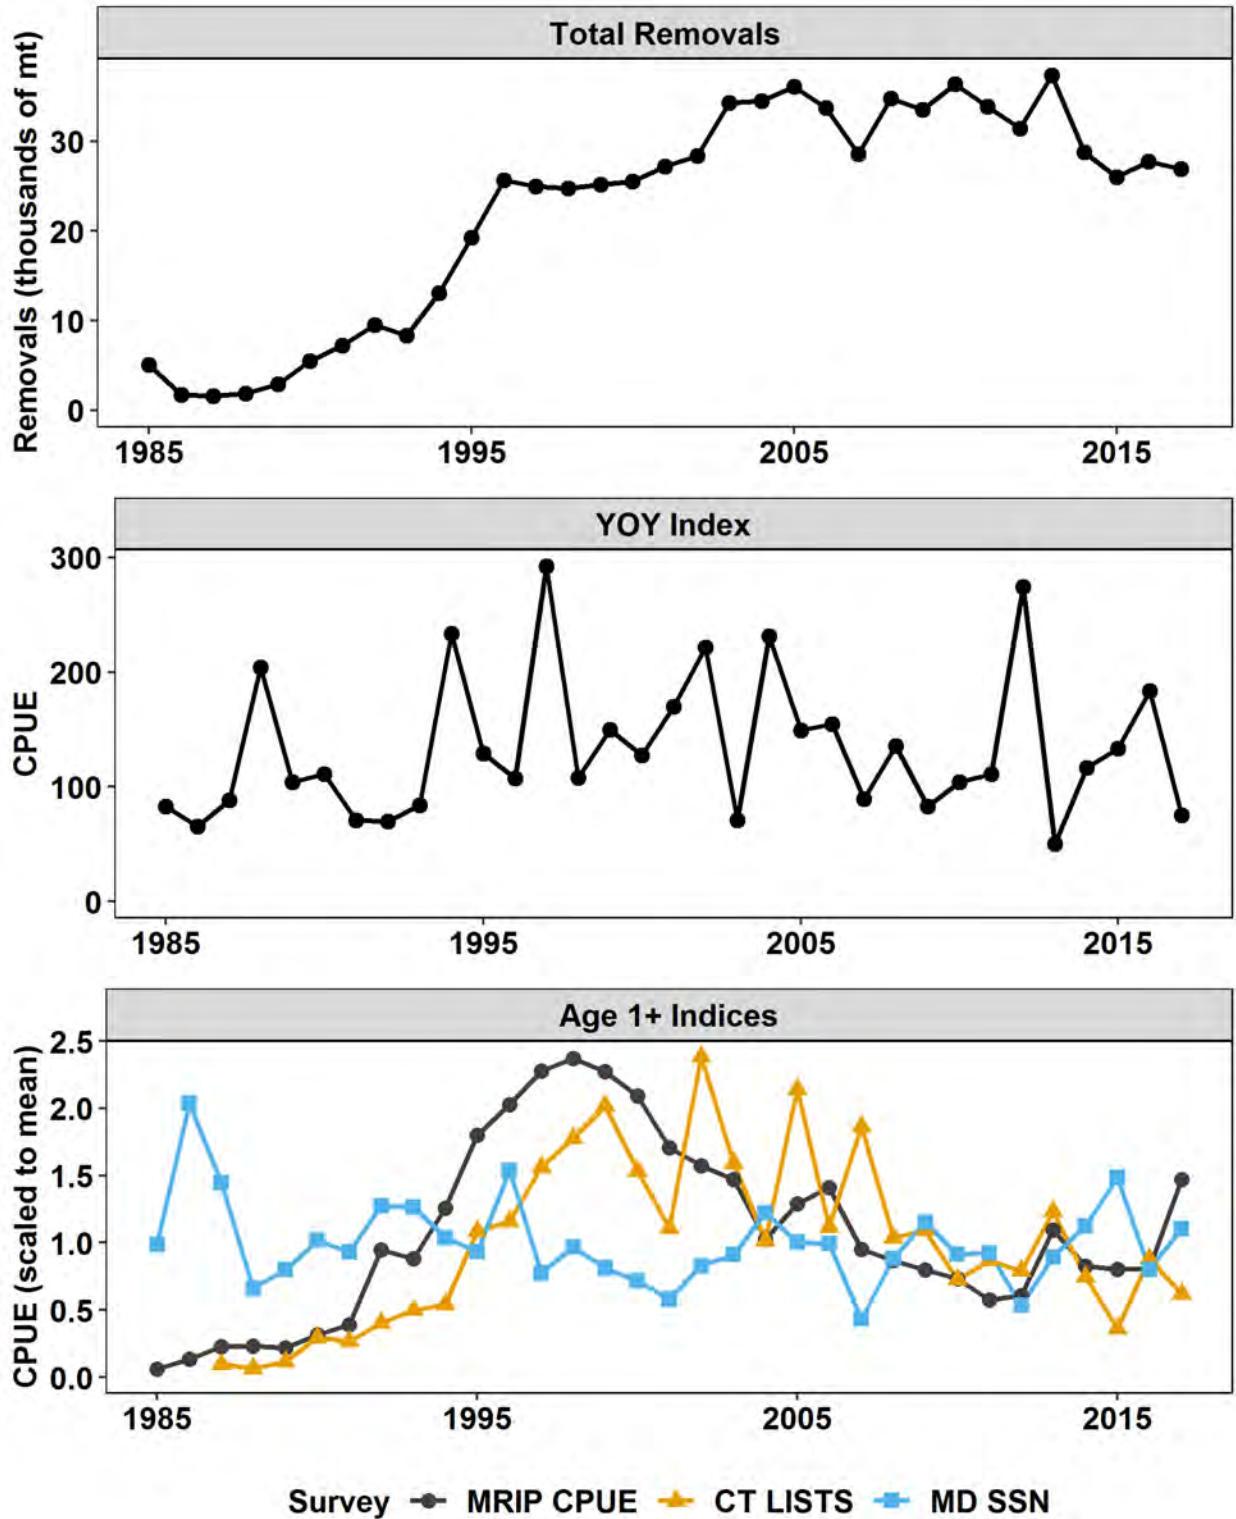 Total Removals
Removals (thousands of mt)
30
20
10
0
1985 1995 2005 2015
YOY Index
CPUE
300
200
100
0
1985 1995 2005 2015
Age 1+ Indices
CPUE (scaled to mean)
2.5
2.0
1.5
1.0
0.5
0.0
1985 1995 2005 2015
Survey MRIP CPUE CT LISTS MD SSN